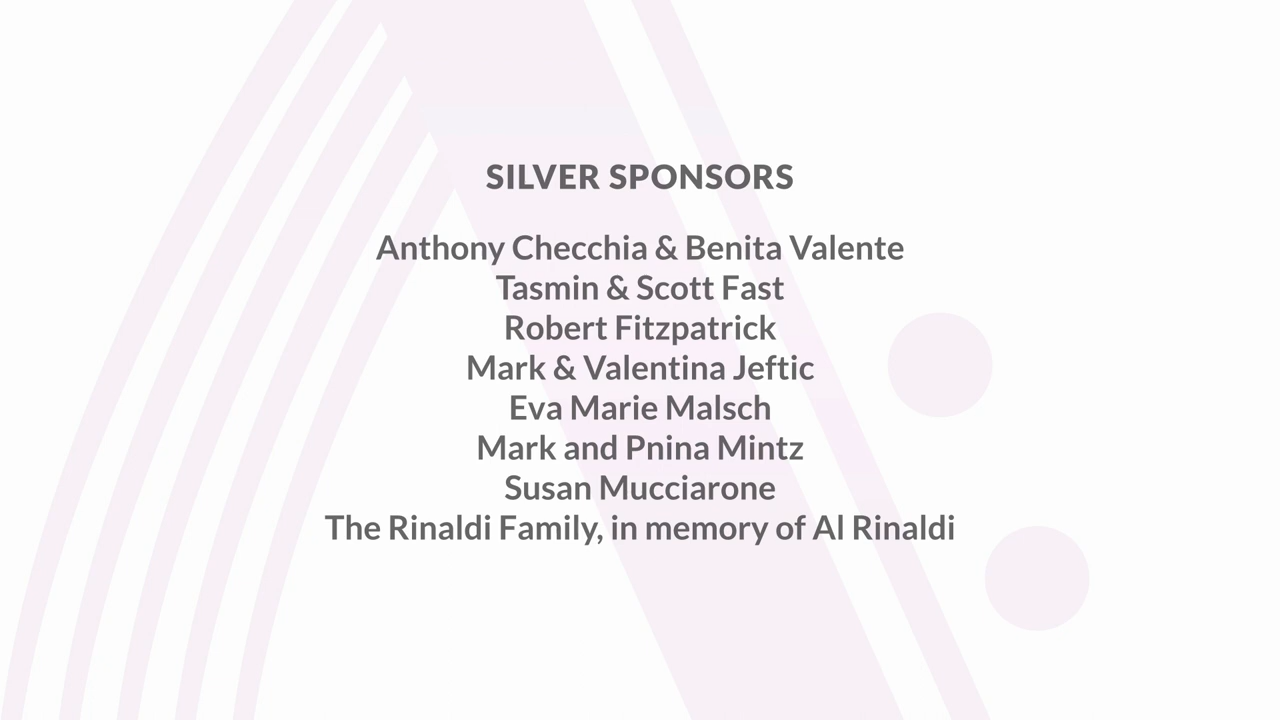 SILVER SPONSORS
Anthony Checchia & Benita Valente
Tasmin & Scott Fast
Robert Fitzpatrick
Mark & Valentina Jeftic
Eva Marie Malsch
Mark and Pnina Mintz
Susan Mucciarone
The Rinaldi Family, in memory of Al Rinaldi